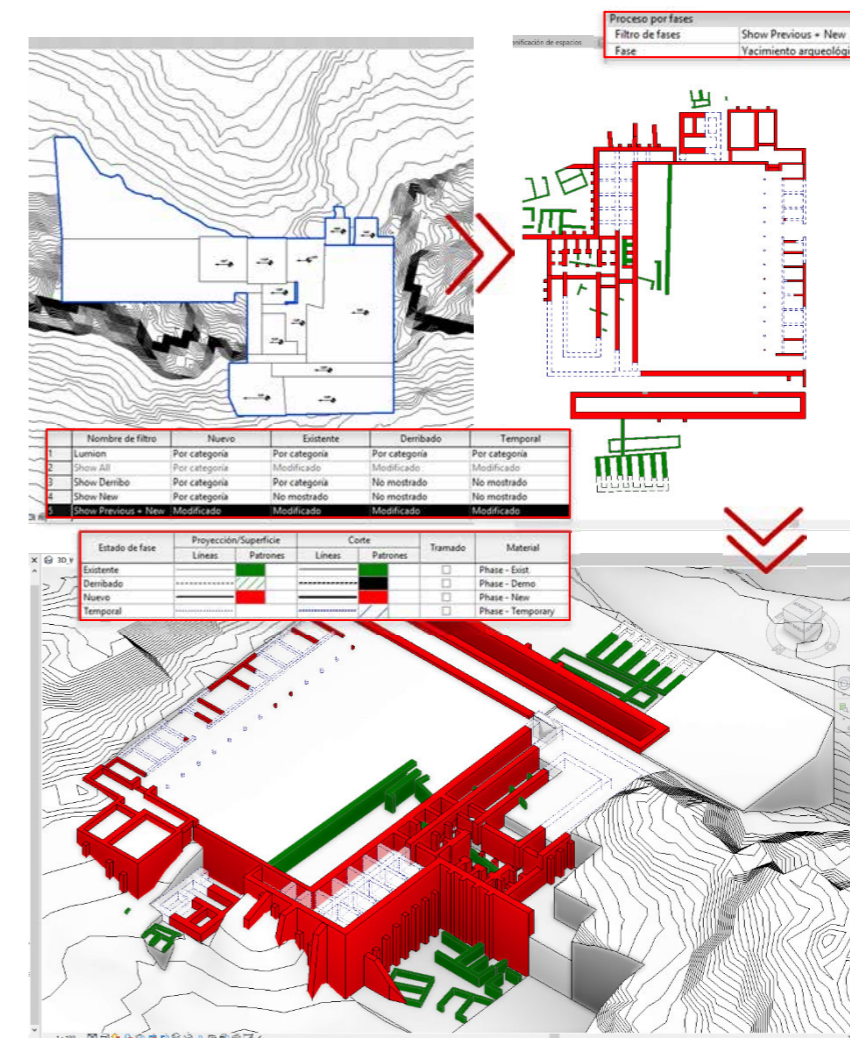 Proceso por fases
Filtro de fases Show Previous + New
Fase Yacimiento arqueológi
anificación de espacios
Nombre de filtro Nuevo Existente Derribado Temporal
1 Lumion Por categoría Por categoría Por categoría Por categoría
2 Show All Por categoría Modificado Modificado Modificado
3 Show Derribo Por categoría Por categoría No mostrado No mostrado
4 Show New Por categoría No mostrado No mostrado No mostrado
5 Show Previous + New Modificado Modificado Modificado Modificado
Estado de fase Proyección/Superficie Corte Tramado Material
Líneas Patrones Líneas Patrones
Existente Phase - Exist
Derribado Phase - Demo
Nuevo Phase - New
Temporal Phase - Temporary